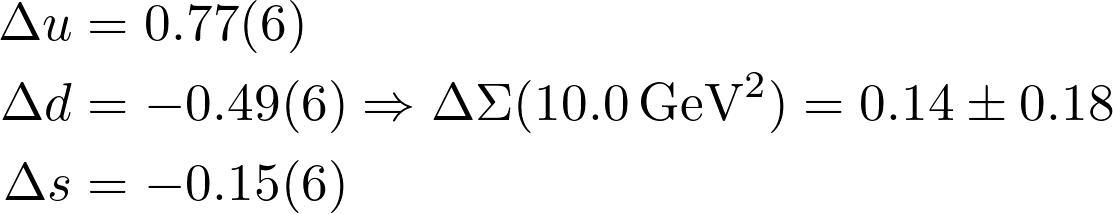 Δu = 0.77(6)
Δd = −0.49(6) ⇒ ΔΣ(10.0 GeV²) = 0.14 ± 0.18
Δs = −0.15(6)